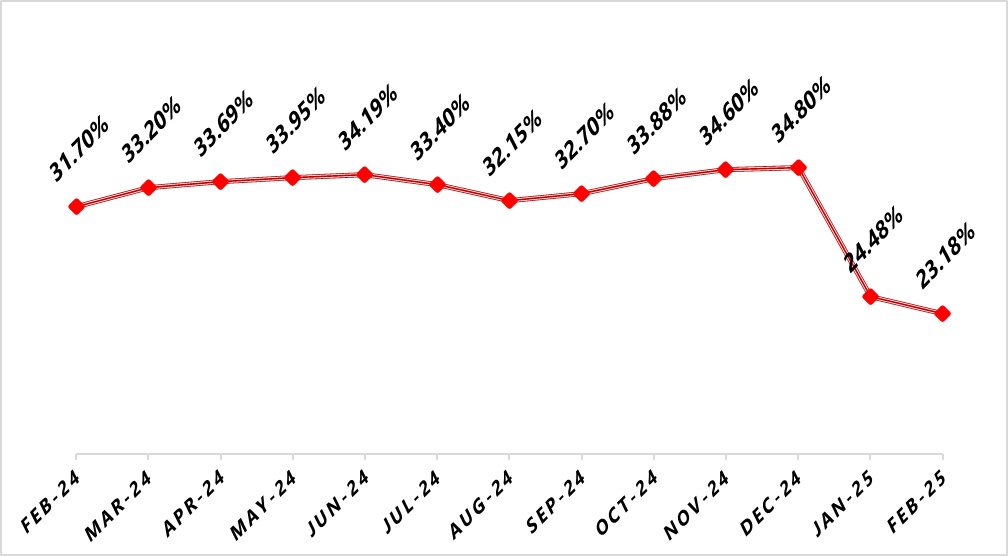 31.70%
33.20%
33.69%
33.95%
34.19%
33.40%
32.15%
32.70%
33.88%
34.60%
34.80%
24.48%
23.18%
FEB-24
MAR-24
APR-24
MAY-24
JUN-24
JUL-24
AUG-24
SEP-24
OCT-24
NOV-24
DEC-24
JAN-25
FEB-25